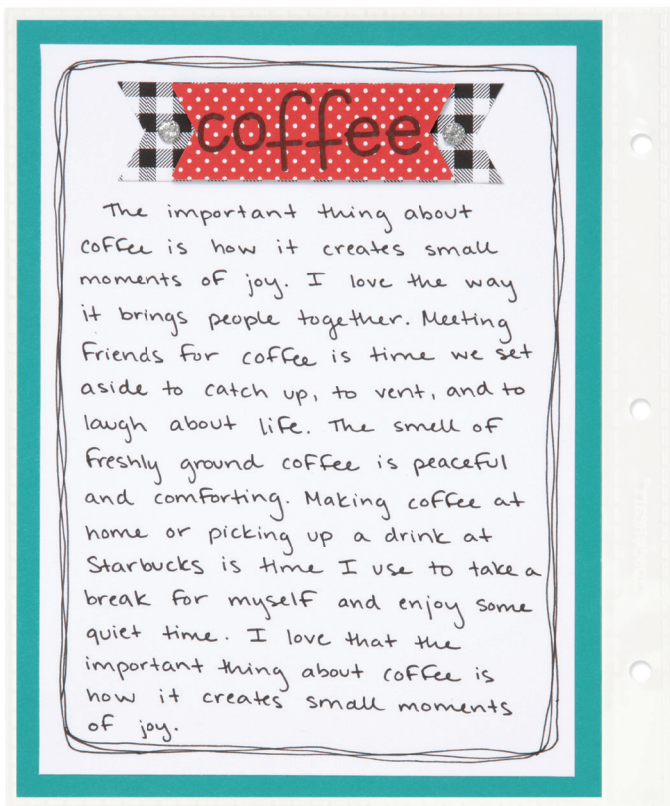 coffee
The important thing about
coffee is how it creates small
moments of joy. I love the way
it brings people together. Meeting
friends for coffee is time we set
aside to catch up, to vent, and to
laugh about life. The smell of
freshly ground coffee is peaceful
and comforting. Making coffee at
home or picking up a drink at
Starbucks is time I use to take a
break for myself and enjoy some
quiet time. I love that the
important thing about coffee is
how it creates small moments
of joy.